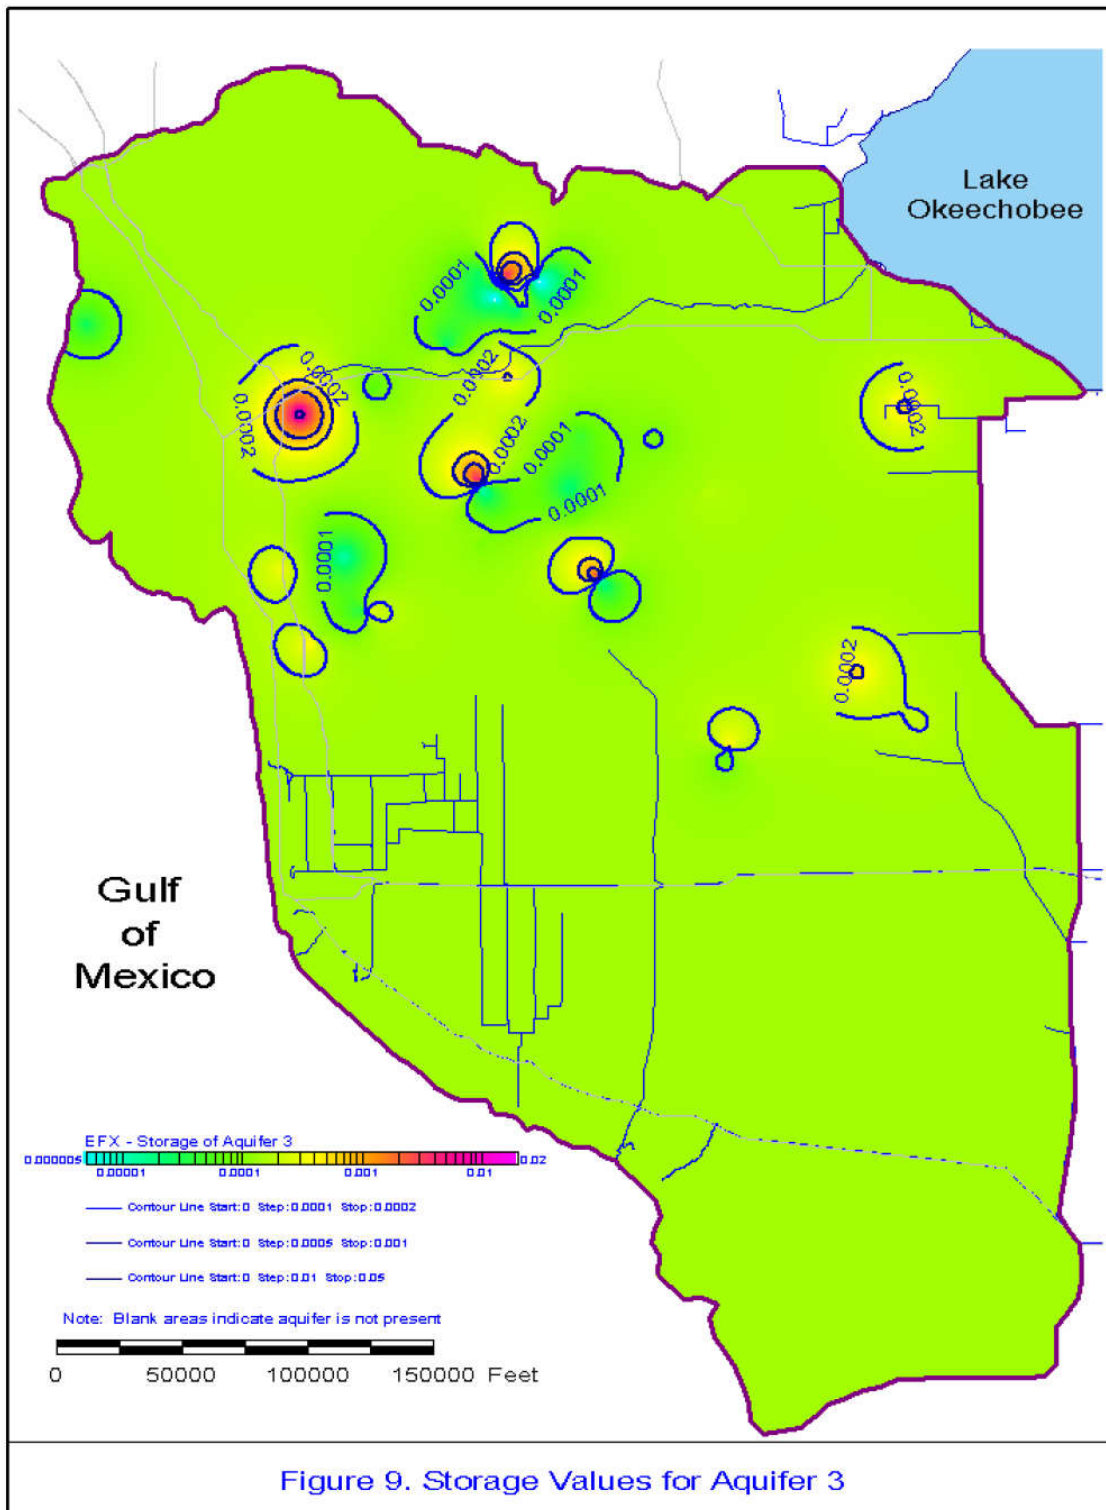 Lake
Okeechobee
0.0001
0.0001
0.0002
0.0002
0.0002
0.0002
0.0002
0.0001
0.0001
0.0001
0.0002
Gulf
of
Mexico
EFX - Storage of Aquifer 3
0.000005
0.02
0.00001
0.0001
0.001
0.01
Contour Line Start:0 Step:0.0001 Stop:0.0002
Contour Line Start:0 Step:0.0005 Stop:0.001
Contour Line Start:0 Step:0.01 Stop:0.05
Note: Blank areas indicate aquifer is not present
0 50000 100000 150000 Feet
Figure 9. Storage Values for Aquifer 3